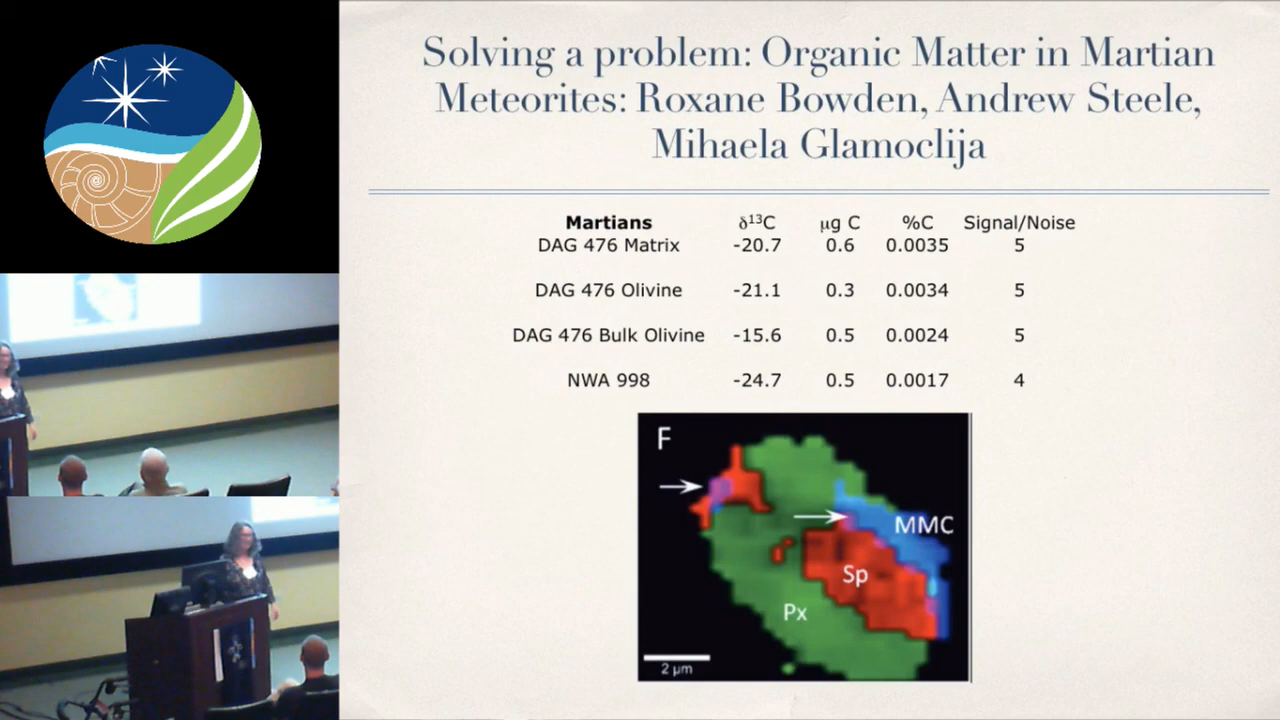 Solving a problem: Organic Matter in Martian
Meteorites: Roxane Bowden, Andrew Steele,
Mihaela Glamoclija
Martians δ¹³C µg C %C Signal/Noise
DAG 476 Matrix -20.7 0.6 0.0035 5
DAG 476 Olivine -21.1 0.3 0.0034 5
DAG 476 Bulk Olivine -15.6 0.5 0.0024 5
NWA 998 -24.7 0.5 0.0017 4
F
MMC
Sp
Px
2 µm